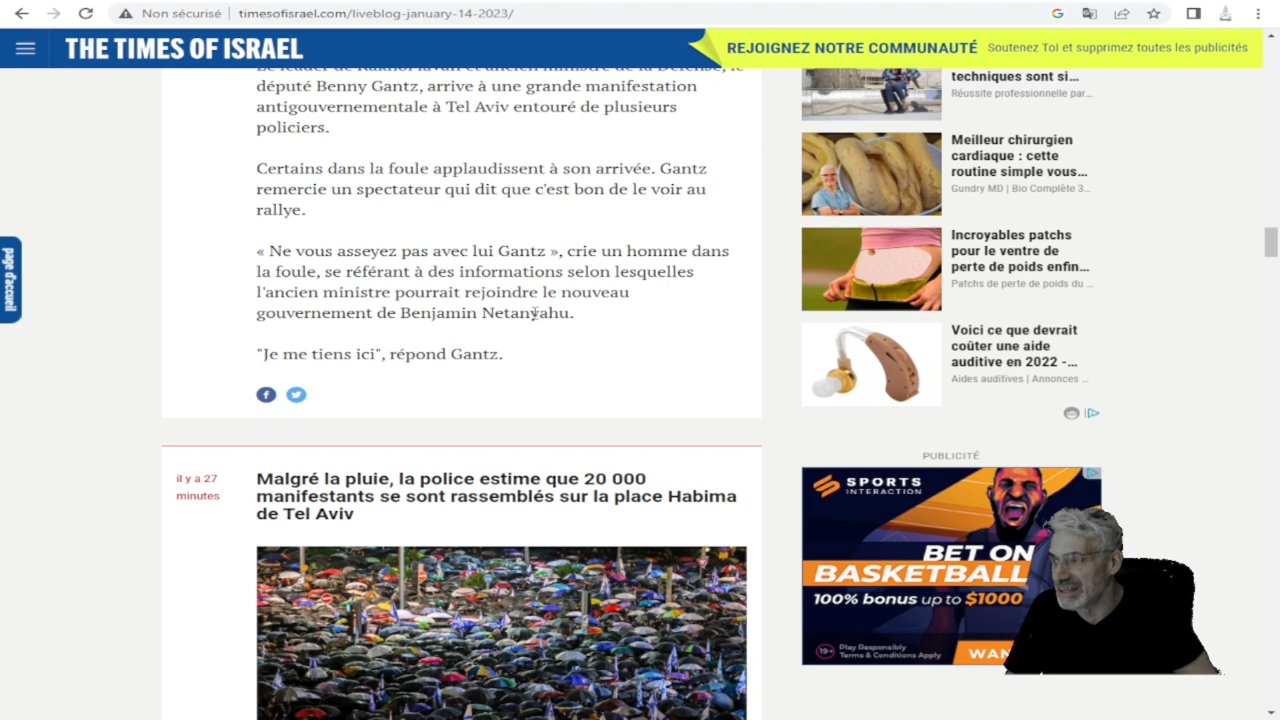 Non sécurisé
timesofisrael.com/liveblog-january-14-2023/
THE TIMES OF ISRAEL
REJOIGNEZ NOTRE COMMUNAUTÉ
Soutenez ToI et supprimez toutes les publicités
page d'accueil
député Benny Gantz, arrive à une grande manifestation
antigouvernementale à Tel Aviv entouré de plusieurs
policiers.
Certains dans la foule applaudissent à son arrivée. Gantz
remercie un spectateur qui dit que c'est bon de le voir au
rallye.
« Ne vous asseyez pas avec lui Gantz », crie un homme dans
la foule, se référant à des informations selon lesquelles
l'ancien ministre pourrait rejoindre le nouveau
gouvernement de Benjamin Netanyahu.
"Je me tiens ici", répond Gantz.
il y a 27
minutes
Malgré la pluie, la police estime que 20 000
manifestants se sont rassemblés sur la place Habima
de Tel Aviv
techniques sont si...
Réussite professionnelle par...
Meilleur chirurgien
cardiaque : cette
routine simple vous...
Gundry MD | Bio Complète 3...
Incroyables patchs
pour le ventre de
perte de poids enfin...
Patchs de perte de poids du ...
Voici ce que devrait
coûter une aide
auditive en 2022 -...
Aides auditives | Annonces ...
PUBLICITÉ
SPORTS
INTERACTION
BET ON
BASKETBALL
100% bonus up to $1000
19+
Play Responsibly
Terms & Conditions Apply
WAN